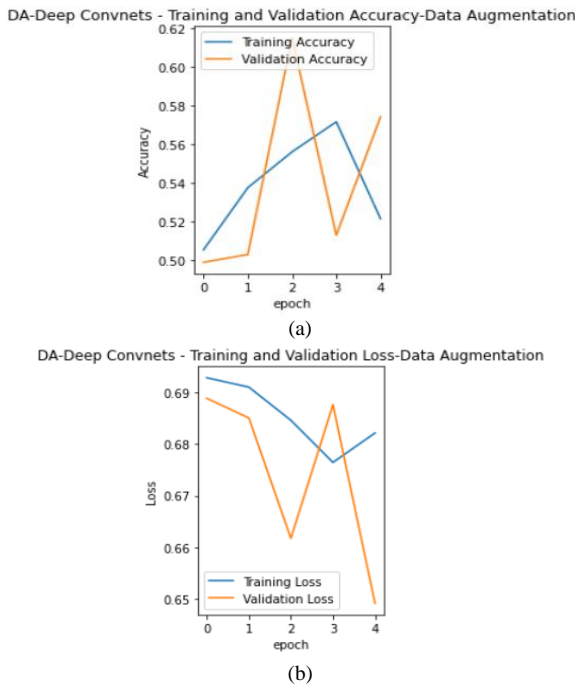 DA-Deep Convnets - Training and Validation Accuracy-Data Augmentation
0.62
Training Accuracy
0.60
Validation Accuracy
0.58
0.56
Accuracy
0.54
0.52
0.50
0 1 2 3 4
epoch
(a)
DA-Deep Convnets - Training and Validation Loss-Data Augmentation
0.69
0.68
0.67
Loss
0.66
Training Loss
0.65
Validation Loss
0 1 2 3 4
epoch
(b)